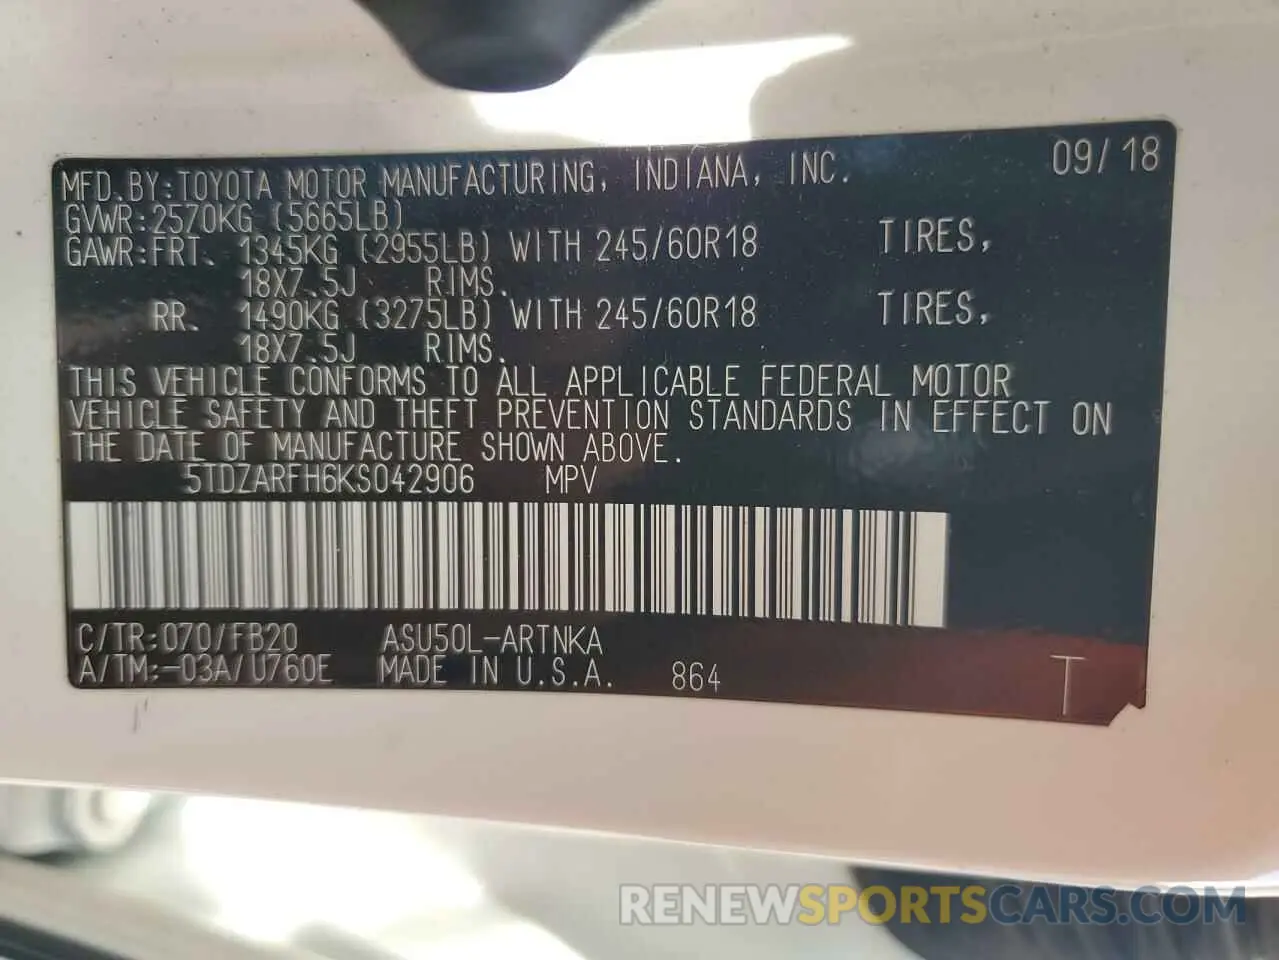 09/18
MFD.BY:TOYOTA MOTOR MANUFACTURING, INDIANA, INC.
GVWR:2570KG (5665LB)
GAWR:FRT. 1345KG (2955LB) WITH 245/60R18 TIRES,
18X7.5J RIMS.
RR. 1490KG (3275LB) WITH 245/60R18 TIRES,
18X7.5J RIMS.
THIS VEHICLE CONFORMS TO ALL APPLICABLE FEDERAL MOTOR
VEHICLE SAFETY AND THEFT PREVENTION STANDARDS IN EFFECT ON
THE DATE OF MANUFACTURE SHOWN ABOVE.
5TDZARFH6KS042906 MPV
C/TR:070/FB20 ASU50L-ARTNKA
A/TM:-03A/U760E MADE IN U.S.A. 864 T
RENEWSPORTSCARS.COM